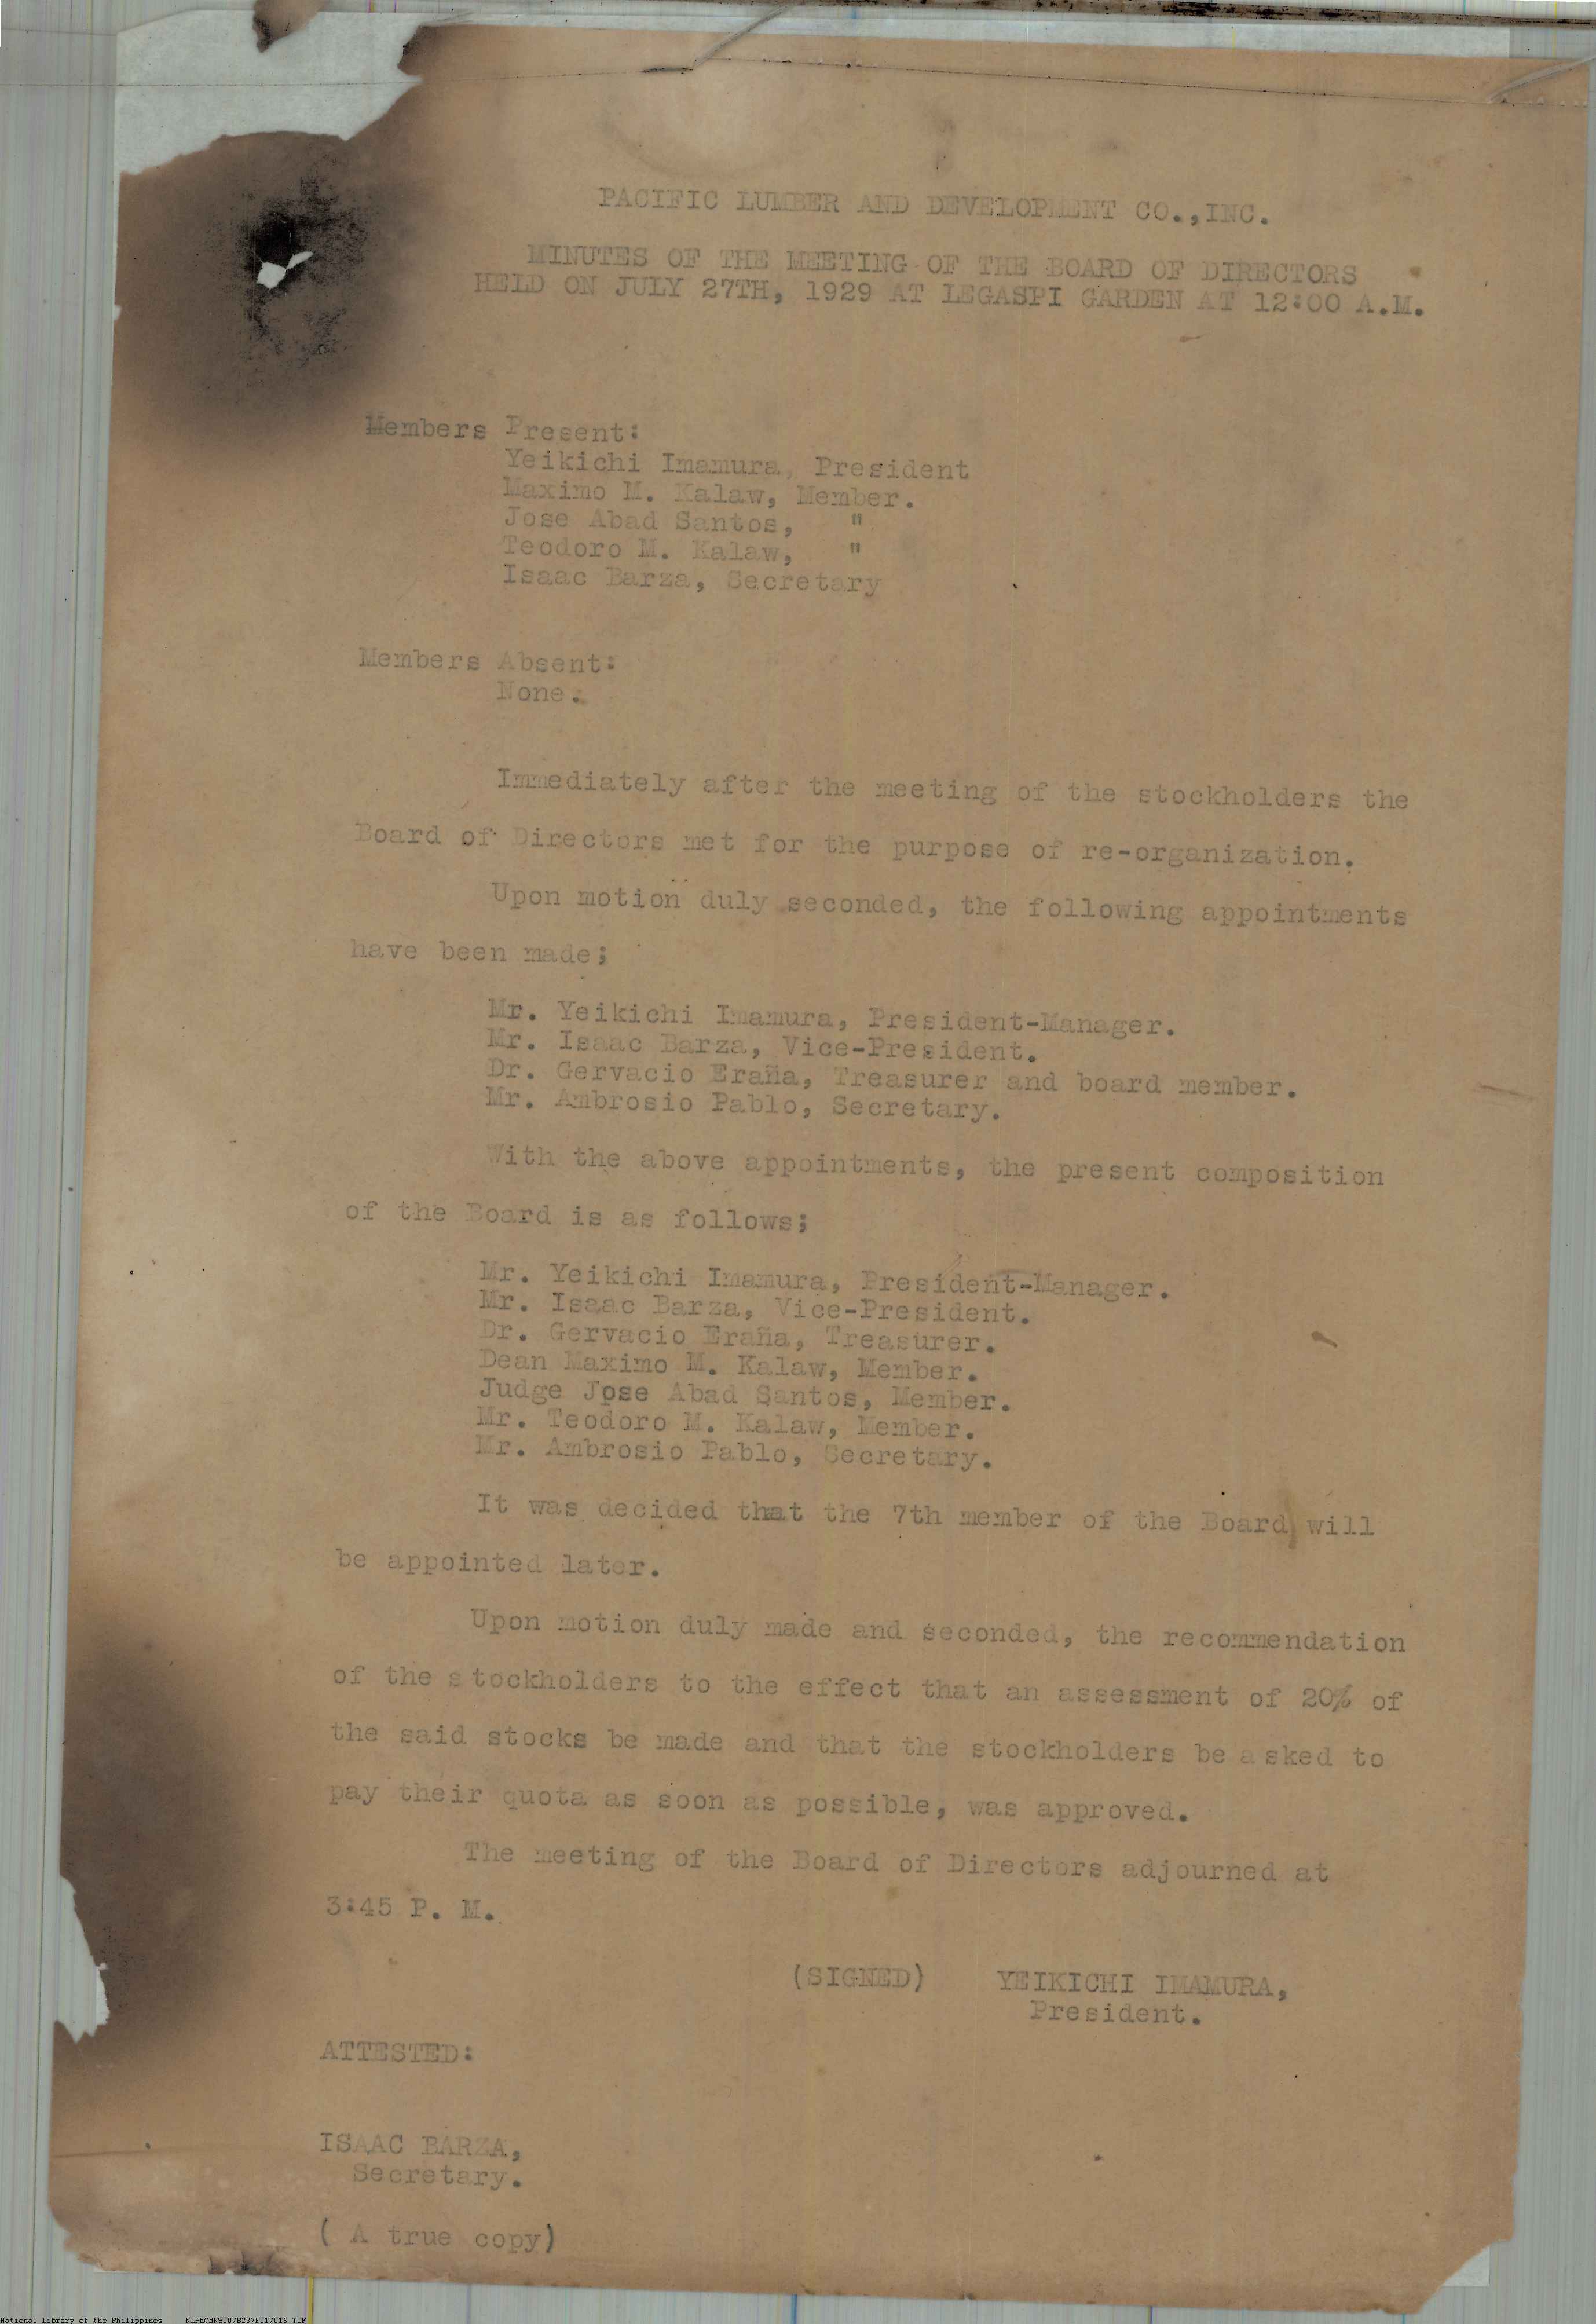 PACIFIC LUMBER AND DEVELOPMENT CO.,INC.
MINUTES OF THE MEETING OF THE BOARD OF DIRECTORS
HELD ON JULY 27TH, 1929 AT LEGASPI GARDEN AT 12:00 A.M.
Members Present:
Yeikichi Imamura, President
Maximo M. Kalaw, Member.
Jose Abad Santos, "
Teodoro M. Kalaw, "
Isaac Barza, Secretary
Members Absent:
None.
Immediately after the meeting of the stockholders the
Board of Directors met for the purpose of re-organization.
Upon motion duly seconded, the following appointments
have been made;
Mr. Yeikichi Imamura, President-Manager.
Mr. Isaac Barza, Vice-President.
Dr. Gervacio Eraña, Treasurer and board member.
Mr. Ambrosio Pablo, Secretary.
With the above appointments, the present composition
of the Board is as follows;
Mr. Yeikichi Imamura, President-Manager.
Mr. Isaac Barza, Vice-President.
Dr. Gervacio Eraña, Treasurer.
Dean Maximo M. Kalaw, Member.
Judge Jose Abad Santos, Member.
Mr. Teodoro M. Kalaw, Member.
Mr. Ambrosio Pablo, Secretary.
It was decided that the 7th member of the Board will
be appointed later.
Upon motion duly made and seconded, the recommendation
of the stockholders to the effect that an assessment of 20% of
the said stocks be made and that the stockholders be asked to
pay their quota as soon as possible, was approved.
The meeting of the Board of Directors adjourned at
3:45 P. M.
(SIGNED) YEIKICHI IMAMURA,
President.
ATTESTED:
ISAAC BARZA,
Secretary.
( A true copy)
National Library of the Philippines NLPMQMNS007B237F017016.TIF